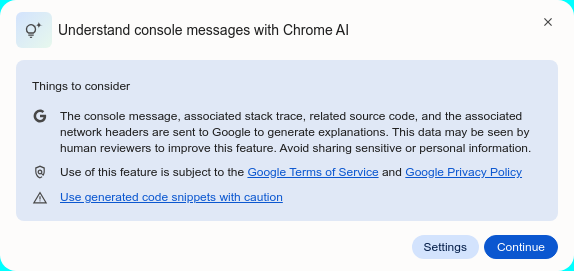 Understand console messages with Chrome AI
Things to consider
The console message, associated stack trace, related source code, and the associated
network headers are sent to Google to generate explanations. This data may be seen by
human reviewers to improve this feature. Avoid sharing sensitive or personal information.
Use of this feature is subject to the Google Terms of Service and Google Privacy Policy
Use generated code snippets with caution
Settings
Continue